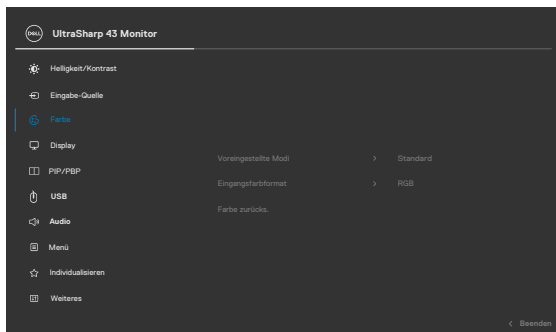 DELL UltraSharp 43 Monitor
Helligkeit/Kontrast
Eingabe-Quelle
Farbe
Display
Voreingestellte Modi > Standard
PIP/PBP
Eingangsfarbformat > RGB
USB
Farbe zurücks.
Audio
Menü
Individualisieren
Weiteres
< Beenden